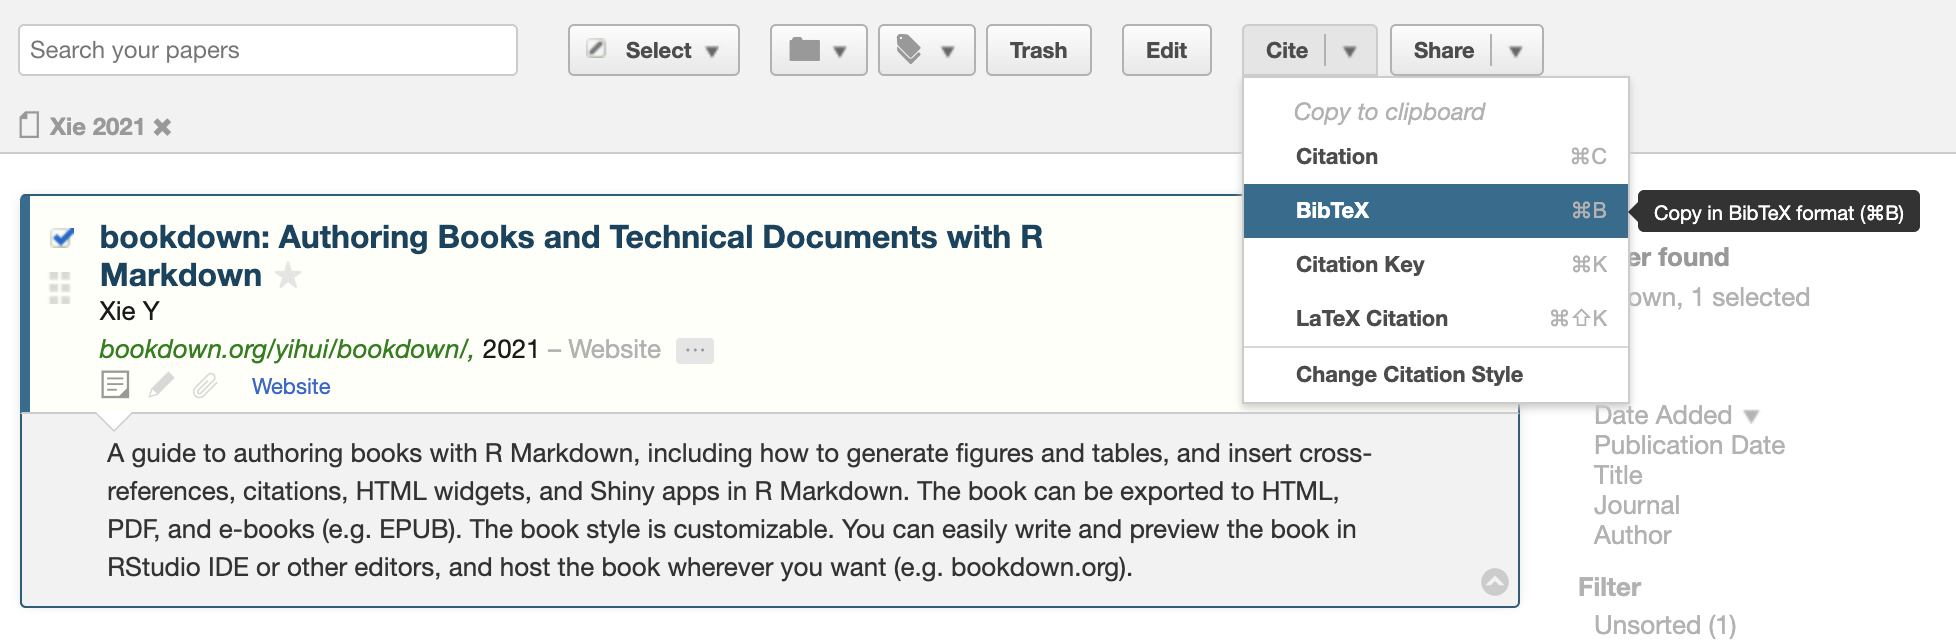 Search your papers
Select
Trash
Edit
Cite
Share
Xie 2021
Copy to clipboard
Citation ⌘C
BibTeX ⌘B
Copy in BibTeX format (⌘B)
Citation Key ⌘K
LaTeX Citation ⌘⇧K
Change Citation Style
bookdown: Authoring Books and Technical Documents with R
Markdown
Xie Y
bookdown.org/yihui/bookdown/, 2021 – Website ...
Website
A guide to authoring books with R Markdown, including how to generate figures and tables, and insert cross-
references, citations, HTML widgets, and Shiny apps in R Markdown. The book can be exported to HTML,
PDF, and e-books (e.g. EPUB). The book style is customizable. You can easily write and preview the book in
RStudio IDE or other editors, and host the book wherever you want (e.g. bookdown.org).
found
1 selected
Date Added
Publication Date
Title
Journal
Author
Filter
Unsorted (1)